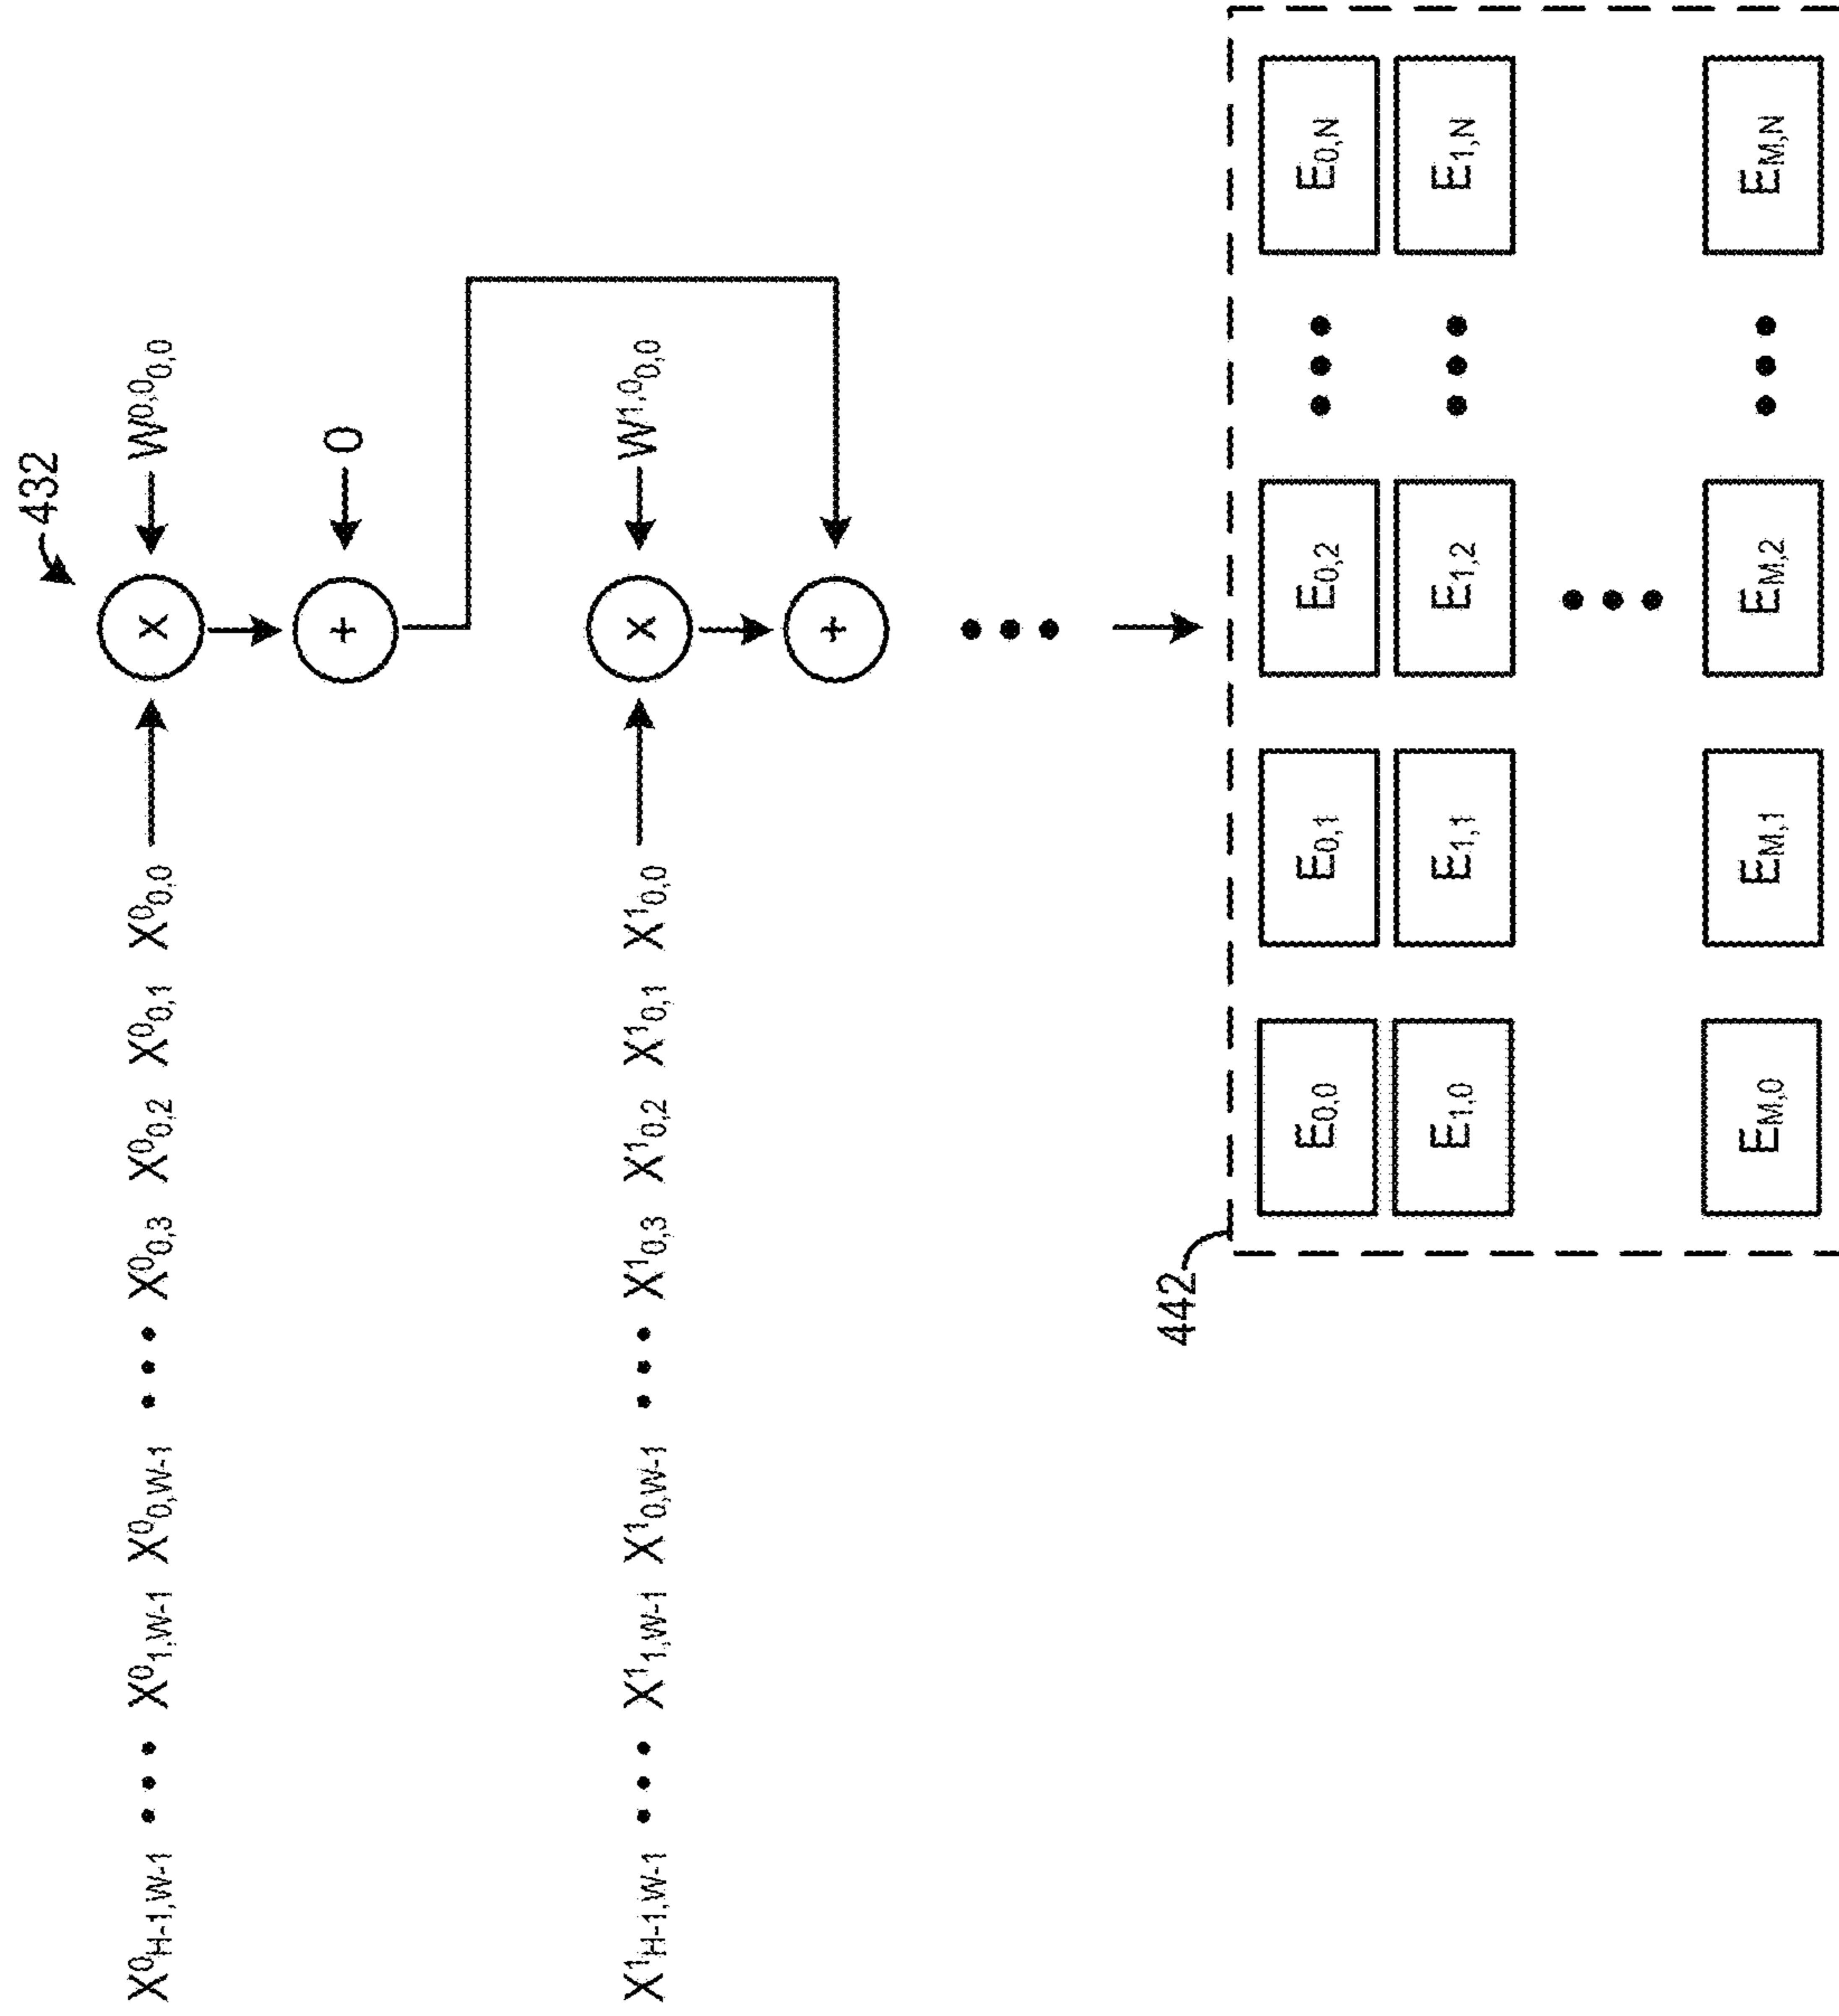 432
X⁰H-1,W-1 • • • X⁰1,W-1 X⁰0,W-1 • • • X⁰0,3 X⁰0,2 X⁰0,1 X⁰0,0 → X ← W⁰,⁰0,0
+ ← 0
X¹H-1,W-1 • • • X¹1,W-1 X¹0,W-1 • • • X¹0,3 X¹0,2 X¹0,1 X¹0,0 → X ← W¹,⁰0,0
+
• • •
442
E0,0 E0,1 E0,2 • • • E0,N
E1,0 E1,1 E1,2 • • • E1,N
• • •
EM,0 EM,1 EM,2 • • • EM,N